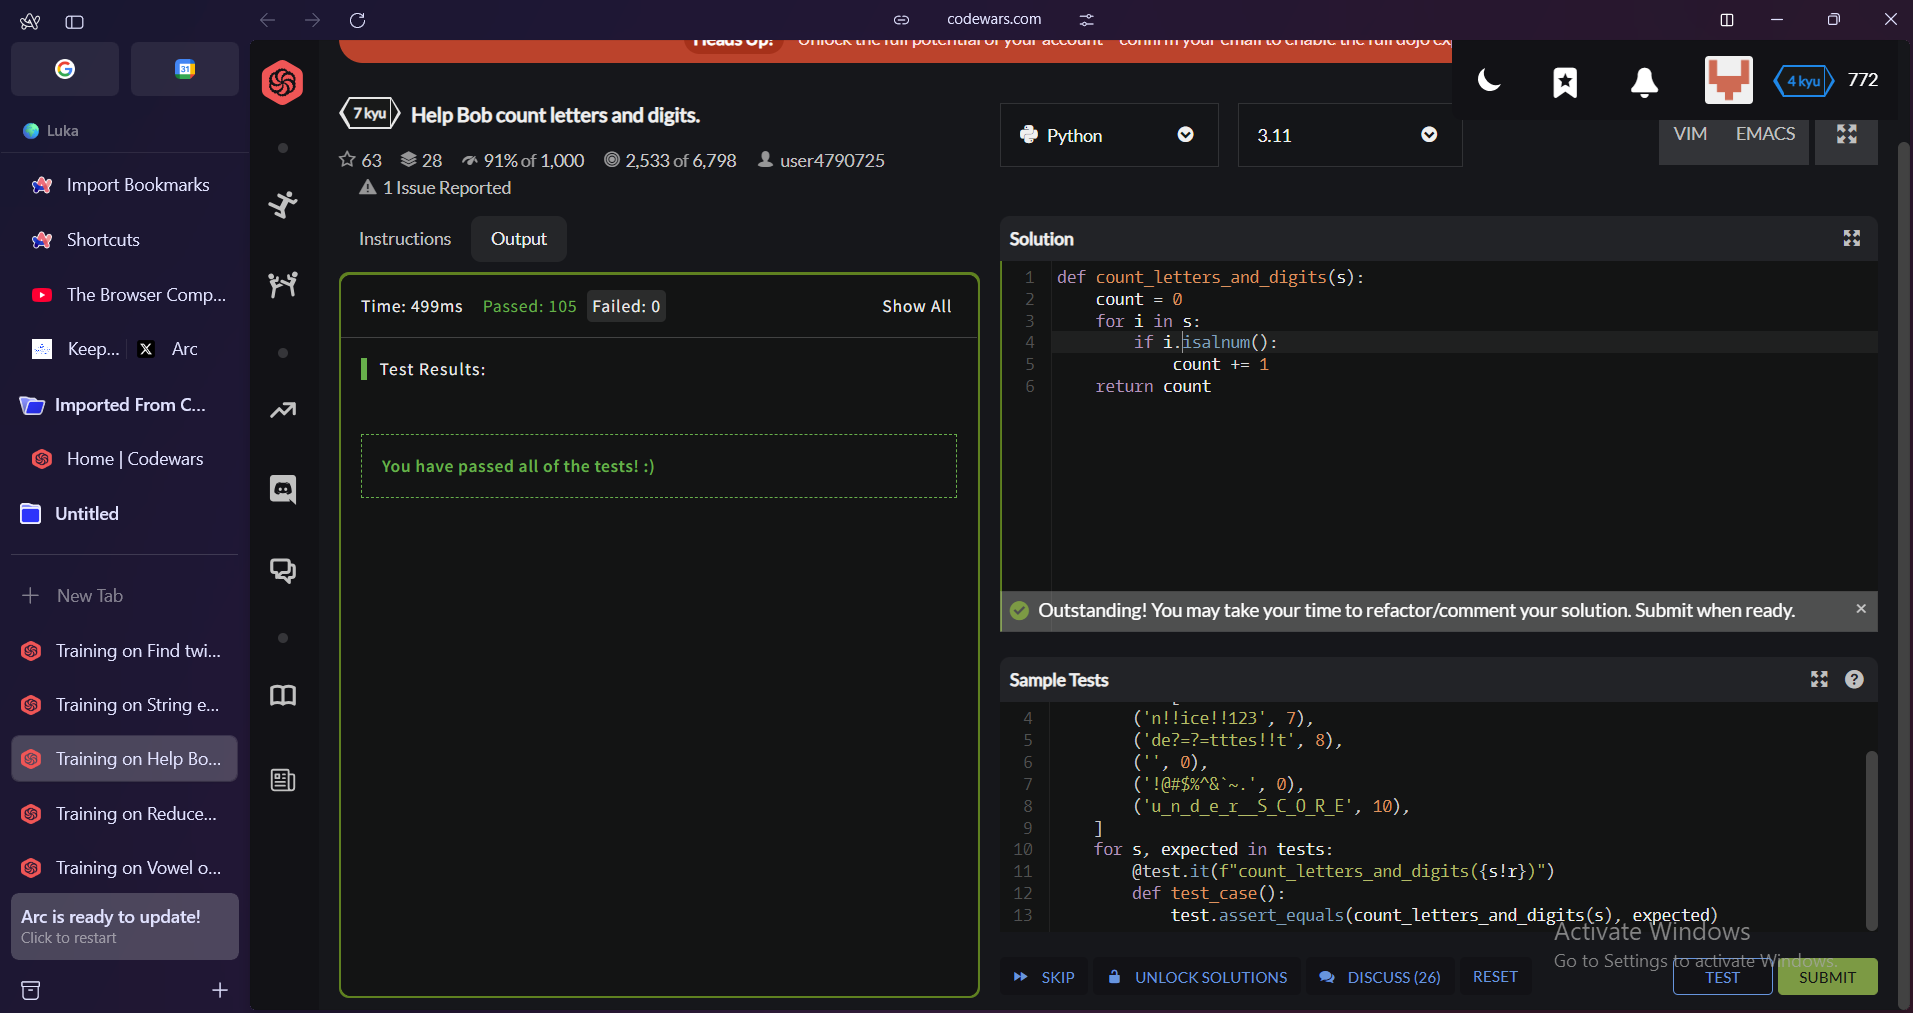 codewars.com
31
Luka
Import Bookmarks
Shortcuts
The Browser Comp...
Keep... X Arc
Imported From C...
Home | Codewars
Untitled
New Tab
Training on Find twi...
Training on String e...
Training on Help Bo...
Training on Reduce...
Training on Vowel o...
Arc is ready to update!
Click to restart
Heads Up! Unlock the full potential of your account
4 kyu 772
7 kyu Help Bob count letters and digits.
63 28 91% of 1,000 2,533 of 6,798 user4790725
1 Issue Reported
Python 3.11 VIM EMACS
Instructions Output
Time: 499ms Passed: 105 Failed: 0 Show All
Test Results:
You have passed all of the tests! :)
Solution
1 def count_letters_and_digits(s):
2 count = 0
3 for i in s:
4 if i.isalnum():
5 count += 1
6 return count
Outstanding! You may take your time to refactor/comment your solution. Submit when ready.
Sample Tests
4 ('n!!ice!!123', 7),
5 ('de?=?=tttes!!t', 8),
6 ('', 0),
7 ('!@#$%^&`~.', 0),
8 ('u_n_d_e_r__S_C_O_R_E', 10),
9 ]
10 for s, expected in tests:
11 @test.it(f"count_letters_and_digits({s!r})")
12 def test_case():
13 test.assert_equals(count_letters_and_digits(s), expected)
Activate Windows
Go to Settings to activate Windows.
SKIP UNLOCK SOLUTIONS DISCUSS (26) RESET TEST SUBMIT